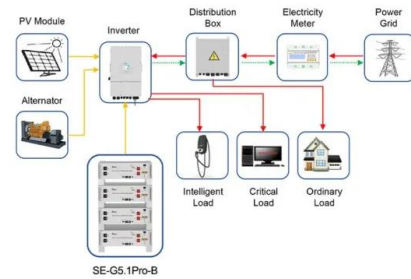 PV Module
Inverter
Distribution
Box
Electricity
Meter
Power
Grid
Alternator
Intelligent
Load
Critical
Load
Ordinary
Load
SE-G5.1Pro-B